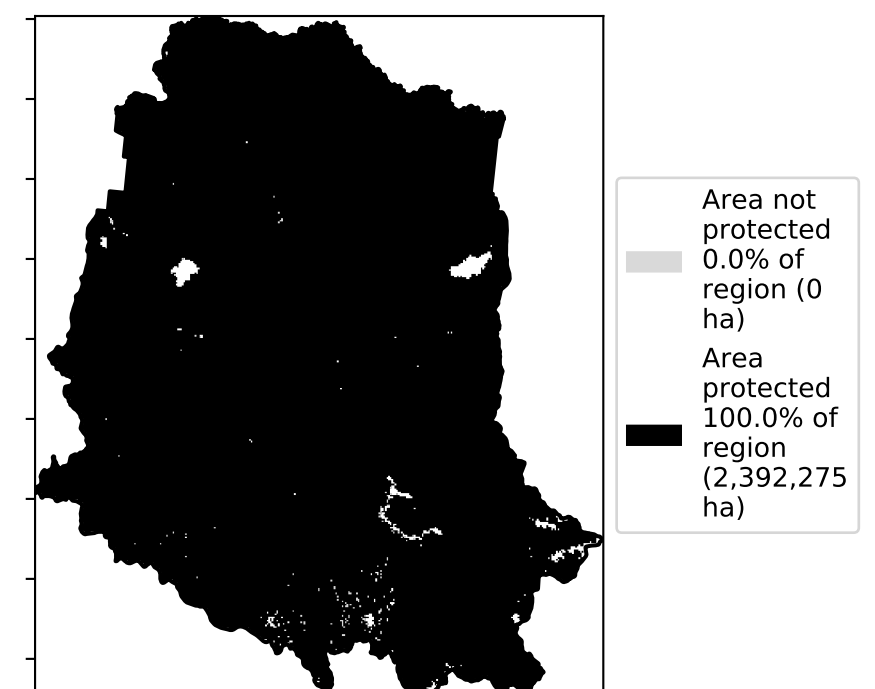 Area not
protected
0.0% of
region (0
ha)
Area
protected
100.0% of
region
(2,392,275
ha)